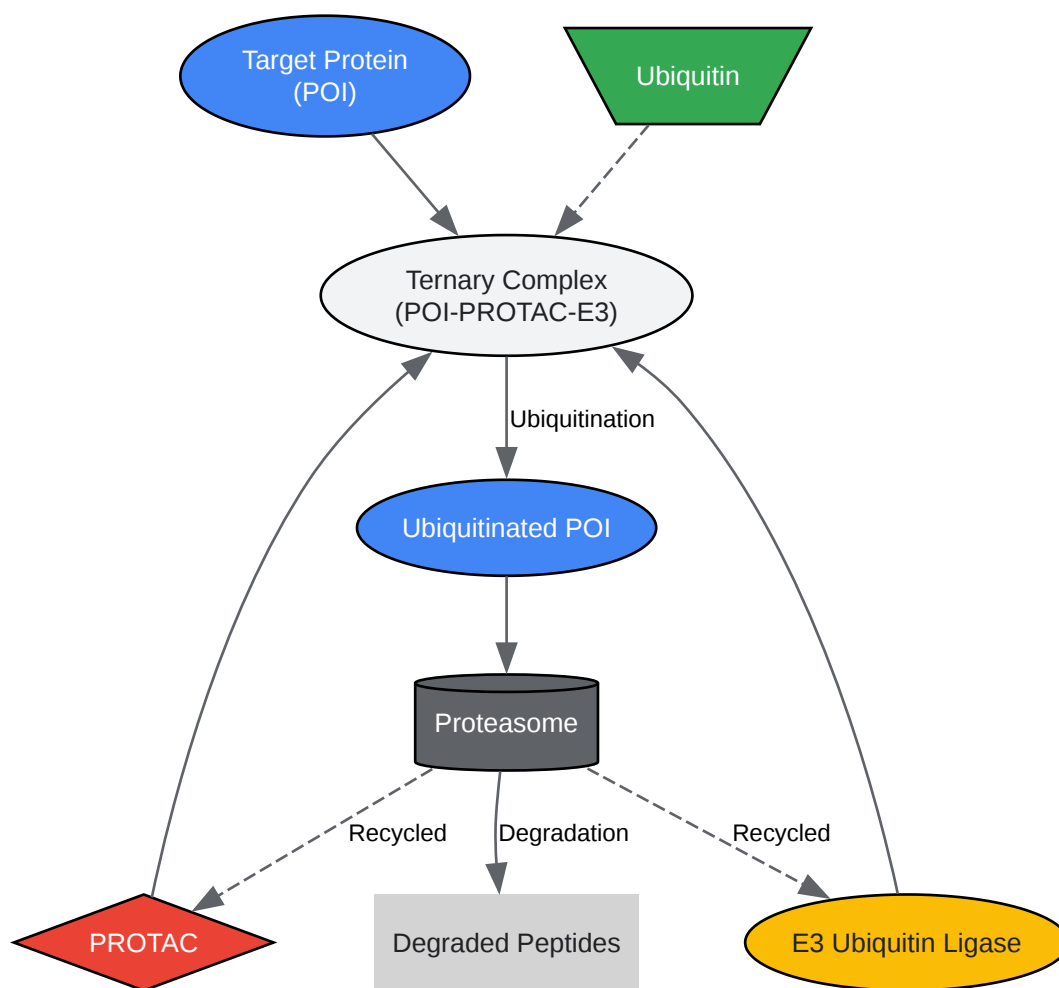 Target Protein
(POI)
Ubiquitin
Ternary Complex
(POI-PROTAC-E3)
Ubiquitination
Ubiquitinated POI
Proteasome
Recycled
Degradation
Recycled
PROTAC
Degraded Peptides
E3 Ubiquitin Ligase